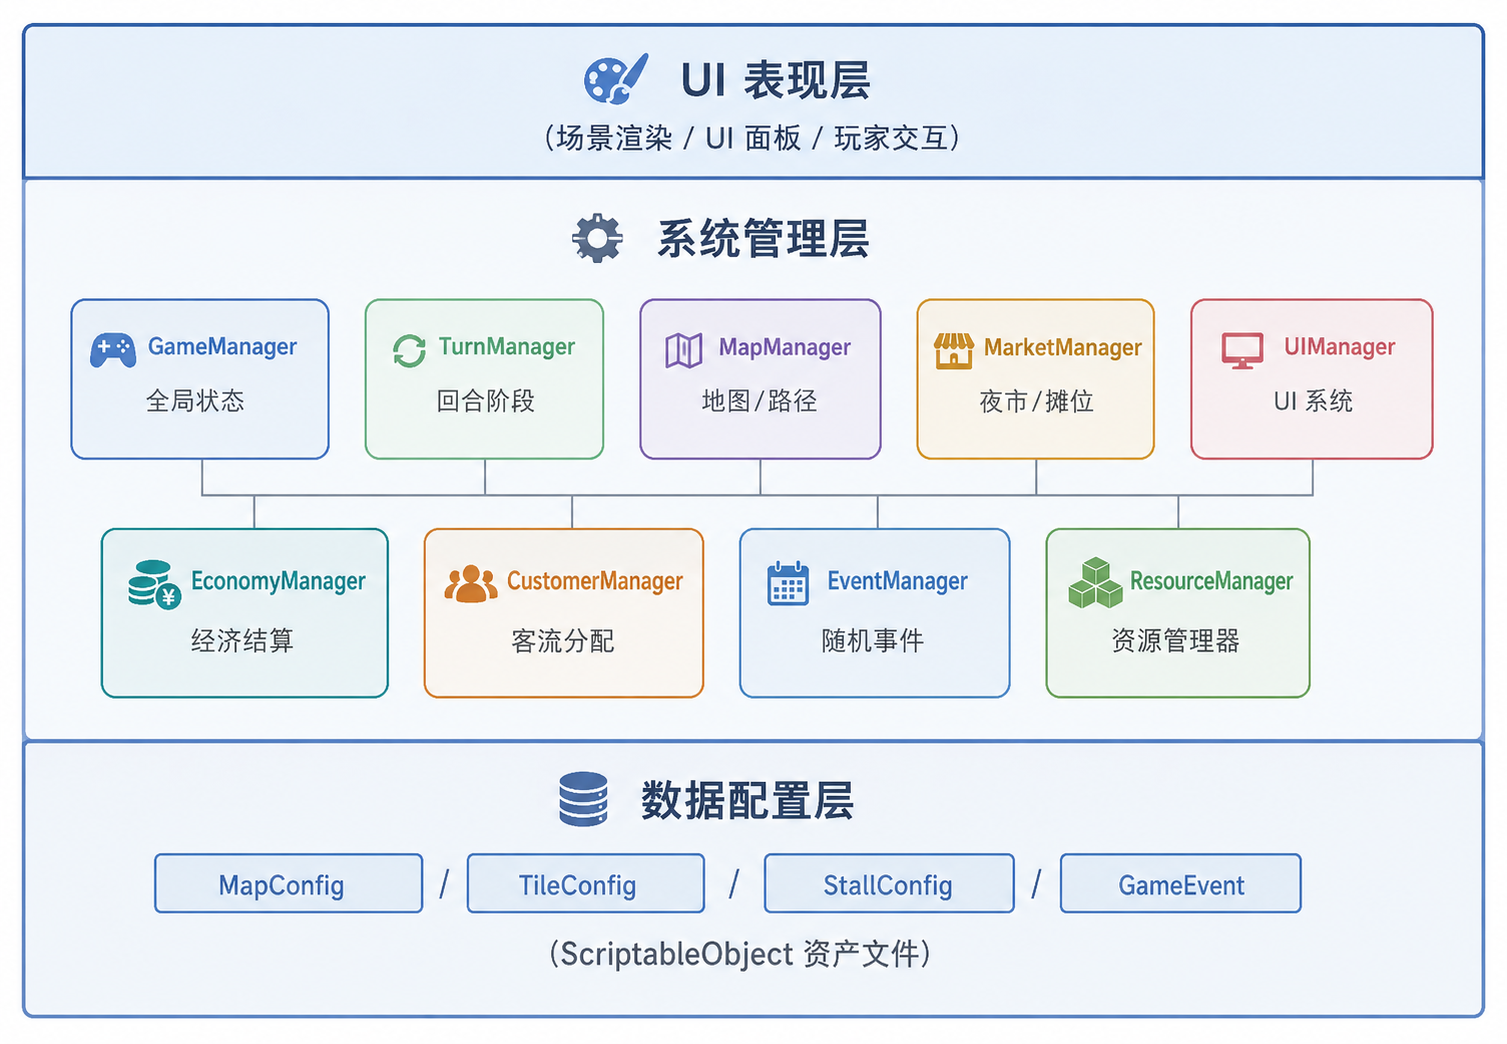 UI 表现层
（场景渲染 / UI 面板 / 玩家交互）
系统管理层
GameManager
全局状态
TurnManager
回合阶段
MapManager
地图/路径
MarketManager
夜市/摊位
UIManager
UI 系统
EconomyManager
经济结算
CustomerManager
客流分配
EventManager
随机事件
ResourceManager
资源管理器
数据配置层
MapConfig / TileConfig / StallConfig / GameEvent
（ScriptableObject 资产文件）